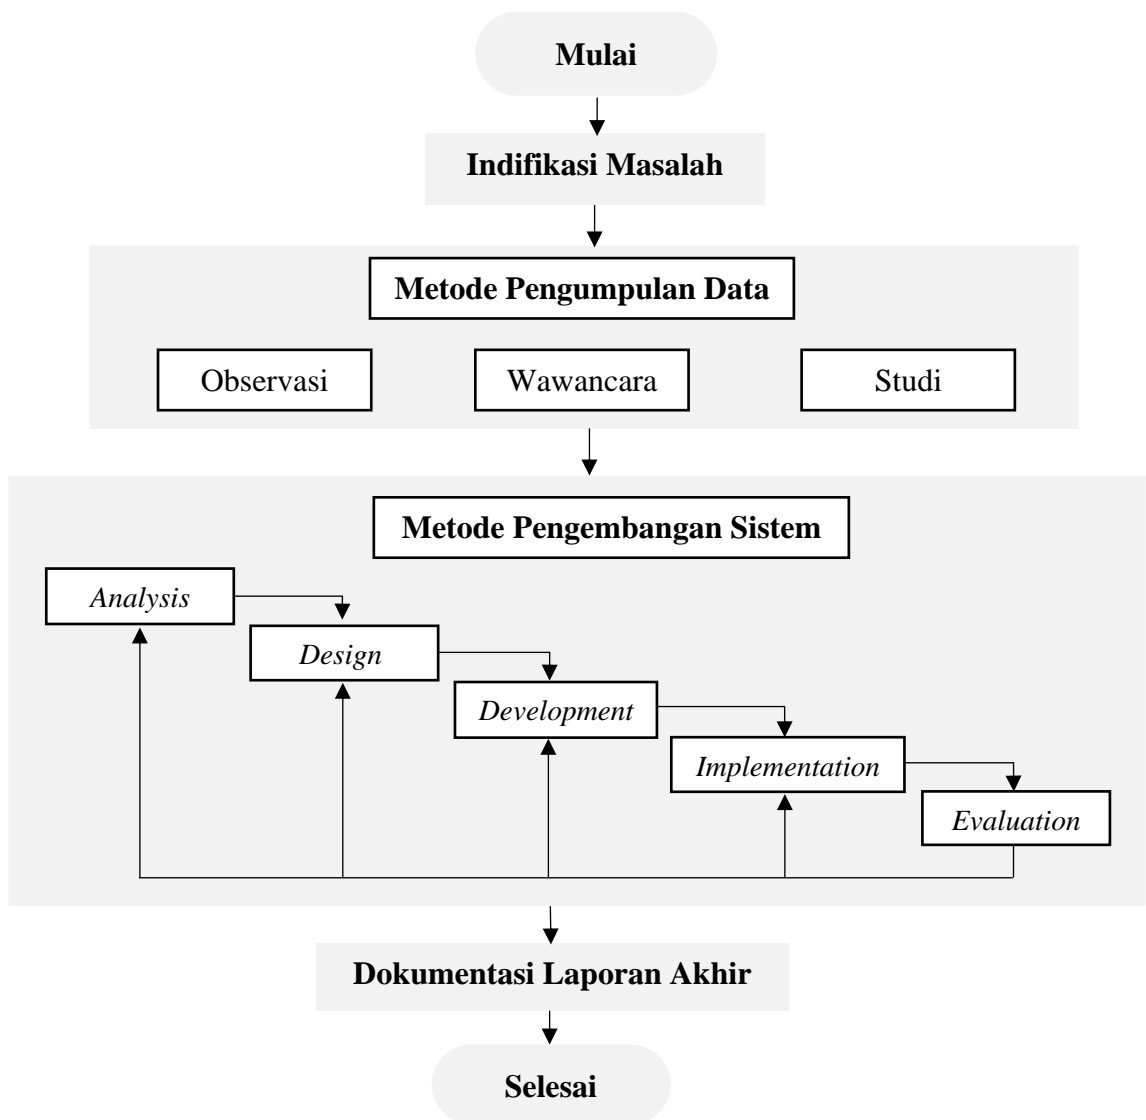 Mulai
Indifikasi Masalah
Metode Pengumpulan Data
Observasi
Wawancara
Studi
Metode Pengembangan Sistem
Analysis
Design
Development
Implementation
Evaluation
Dokumentasi Laporan Akhir
Selesai